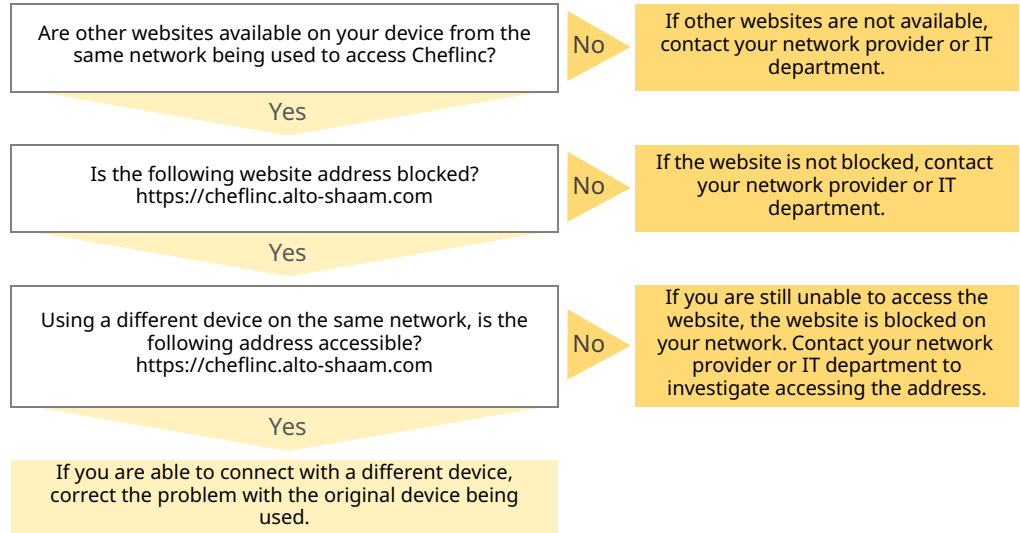 Are other websites available on your device from the
same network being used to access Cheflinc?
No
If other websites are not available,
contact your network provider or IT
department.
Yes
Is the following website address blocked?
https://cheflinc.alto-shaam.com
No
If the website is not blocked, contact
your network provider or IT
department.
Yes
Using a different device on the same network, is the
following address accessible?
https://cheflinc.alto-shaam.com
No
If you are still unable to access the
website, the website is blocked on
your network. Contact your network
provider or IT department to
investigate accessing the address.
Yes
If you are able to connect with a different device,
correct the problem with the original device being
used.